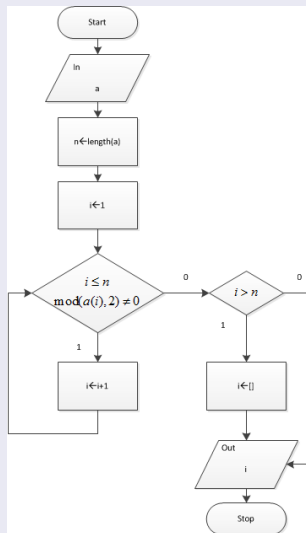 Start
In
a
n←length(a)
i←1
i ≤ n
mod(a(i),2) ≠ 0
0
i > n
0
1
1
i←i+1
i←[]
Out
i
Stop